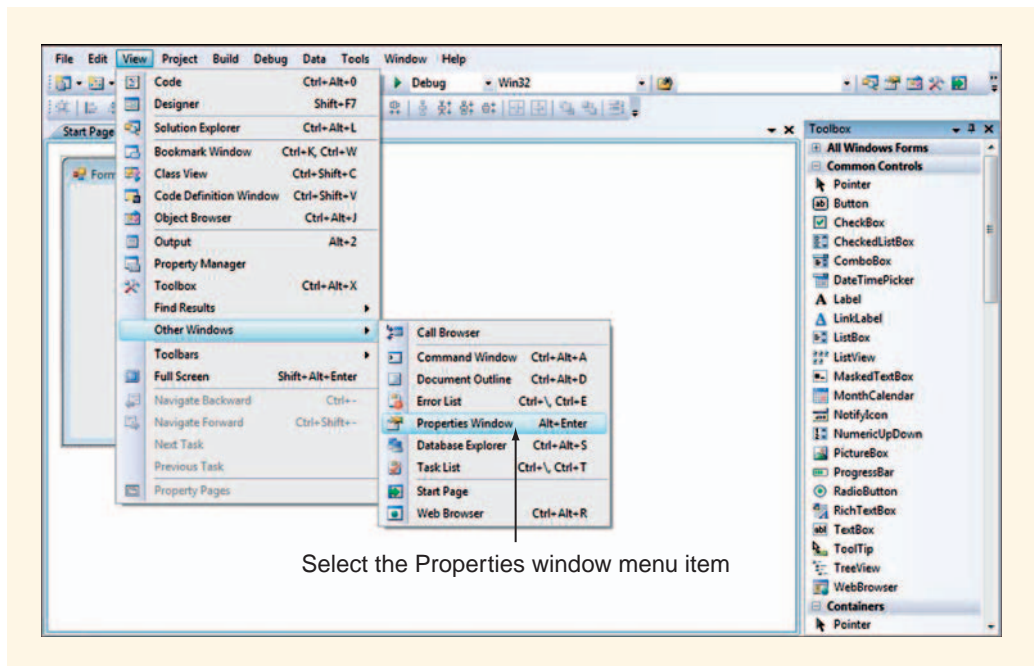 File Edit View Project Build Debug Data Tools Window Help
Debug Win32
Start Page
Form
Code Ctrl+Alt+0
Designer Shift+F7
Solution Explorer Ctrl+Alt+L
Bookmark Window Ctrl+K, Ctrl+W
Class View Ctrl+Shift+C
Code Definition Window Ctrl+Shift+V
Object Browser Ctrl+Alt+J
Output Alt+2
Property Manager
Toolbox Ctrl+Alt+X
Find Results
Other Windows
Toolbars
Full Screen Shift+Alt+Enter
Navigate Backward Ctrl+-
Navigate Forward Ctrl+Shift+-
Next Task
Previous Task
Property Pages
Call Browser
Command Window Ctrl+Alt+A
Document Outline Ctrl+Alt+D
Error List Ctrl+\, Ctrl+E
Properties Window Alt+Enter
Database Explorer Ctrl+Alt+S
Task List Ctrl+\, Ctrl+T
Start Page
Web Browser Ctrl+Alt+R
Select the Properties window menu item
Toolbox
All Windows Forms
Common Controls
Pointer
Button
CheckBox
CheckedListBox
ComboBox
DateTimePicker
Label
LinkLabel
ListBox
ListView
MaskedTextBox
MonthCalendar
NotifyIcon
NumericUpDown
PictureBox
ProgressBar
RadioButton
RichTextBox
TextBox
ToolTip
TreeView
WebBrowser
Containers
Pointer